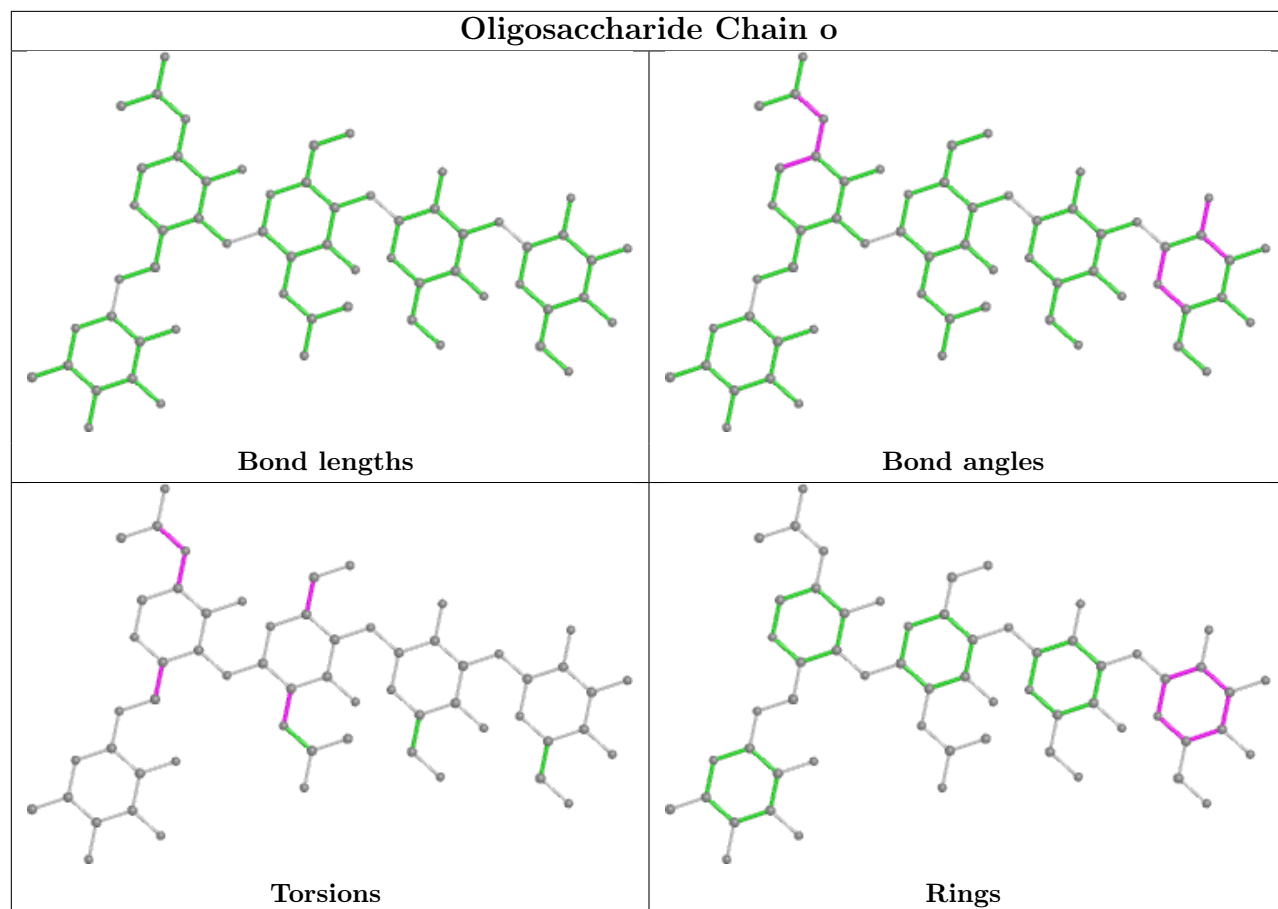 Oligosaccharide Chain o
Bond lengths
Bond angles
Torsions
Rings